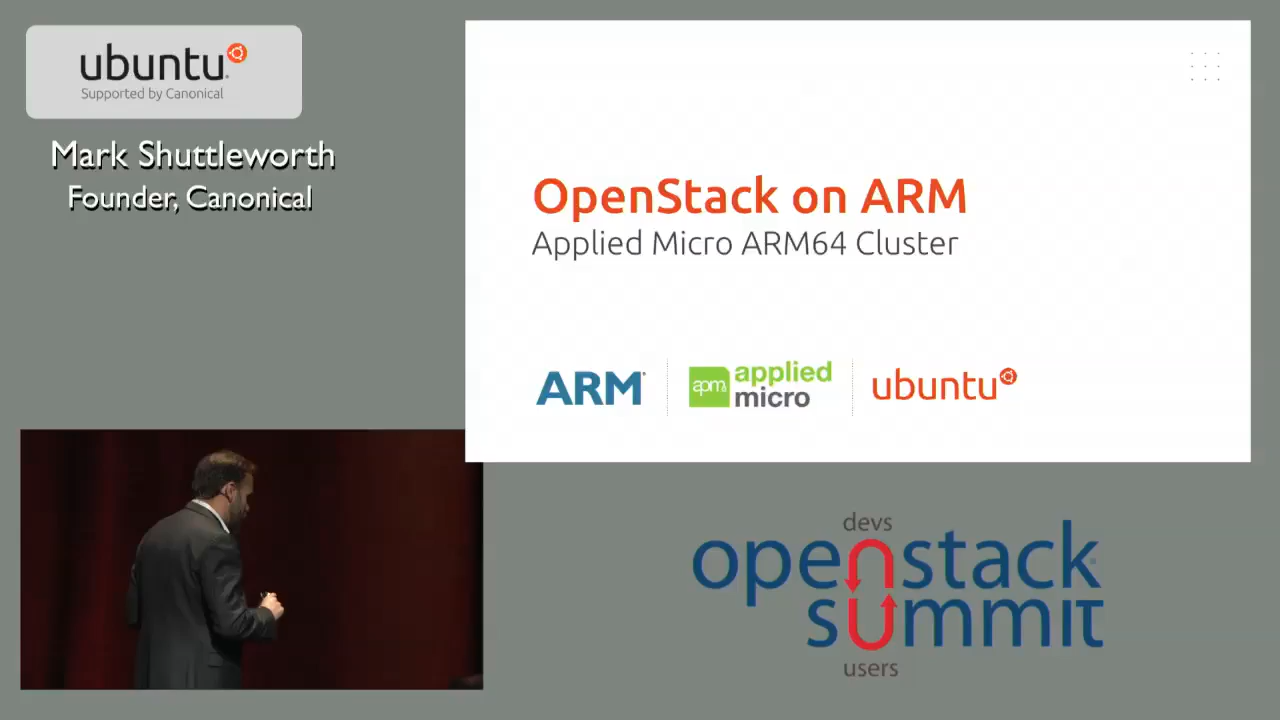 ubuntu
Supported by Canonical
Mark Shuttleworth
Founder, Canonical
OpenStack on ARM
Applied Micro ARM64 Cluster
ARM
apm
applied
micro
ubuntu
devs
openstack
summit
users